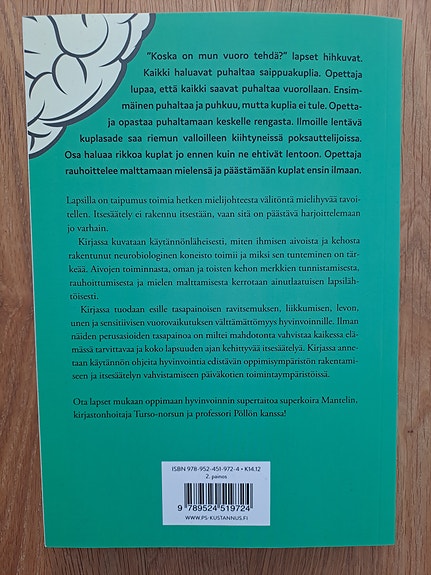 "Koska on mun vuoro tehdä?" lapset hihkuvat.
Kaikki haluavat puhaltaa saippuakuplia. Opettaja
lupaa, että kaikki saavat puhaltaa vuorollaan. Ensim-
mäinen puhaltaa ja puhkuu, mutta kuplia ei tule. Opetta-
ja opastaa puhaltamaan keskelle rengasta. Ilmoille lentävä
kuplasade saa riemun valloilleen kiihtyneissä poksauttelijoissa.
Osa haluaa rikkoa kuplat jo ennen kuin ne ehtivät lentoon. Opettaja
rauhoittelee malttamaan mielensä ja päästämään kuplat ensin ilmaan.
Lapsilla on taipumus toimia hetken mielijohteesta välitöntä mielihyvää tavoi-
tellen. Itsesäätely ei rakennu itsestään, vaan sitä on päästävä harjoittelemaan
jo varhain.
Kirjassa kuvataan käytännönläheisesti, miten ihmisen aivoista ja kehosta
rakentunut neurobiologinen koneisto toimii ja miksi sen tunteminen on tär-
keää. Aivojen toiminnasta, oman ja toisten kehon merkkien tunnistamisesta,
rauhoittumisesta ja mielen malttamisesta kerrotaan ainutlaatuisen lapsiläh-
töisesti.
Kirjassa tuodaan esille tasapainoisen ravitsemuksen, liikkumisen, levon,
unen ja sensitiivisen vuorovaikutuksen välttämättömyys hyvinvoinnille. Ilman
näiden perusasioiden tasapainoa on miltei mahdotonta vahvistaa kaikessa elä-
mässä tarvittavaa ja koko lapsuuden ajan kehittyvää itsesäätelyä. Kirjassa anne-
taan käytännön ohjeita hyvinvointia edistävän oppimisympäristön rakentami-
seen ja itsesäätelyn vahvistamiseen päiväkotien toimintaympäristöissä.
Ota lapset mukaan oppimaan hyvinvoinnin supertaitoa superkoira Mantelin,
kirjastonhoitaja Turso-norsun ja professori Pöllön kanssa!
ISBN 978-952-451-972-4 • K14.12
2. painos
9 789524 519724
WWW.PS-KUSTANNUS.FI